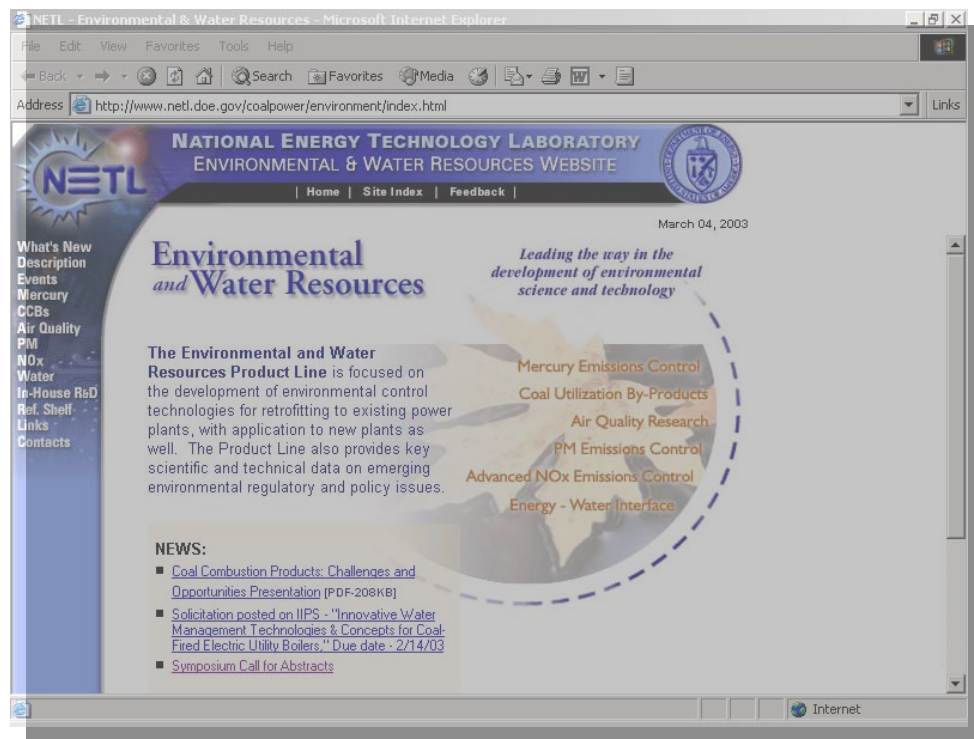 NETL - Environmental & Water Resources - Microsoft Internet Explorer
File Edit View Favorites Tools Help
Back Search Favorites Media
Address http://www.netl.doe.gov/coalpower/environment/index.html Links
NATIONAL ENERGY TECHNOLOGY LABORATORY
ENVIRONMENTAL & WATER RESOURCES WEBSITE
NETL
| Home | Site Index | Feedback |
March 04, 2003
What's New
Description
Events
Mercury
CCBs
Air Quality
PM
NOx
Water
In-House R&D
Ref. Shelf
Links
Contacts
Environmental
and Water Resources
Leading the way in the
development of environmental
science and technology
The Environmental and Water
Resources Product Line is focused on
the development of environmental control
technologies for retrofitting to existing power
plants, with application to new plants as
well. The Product Line also provides key
scientific and technical data on emerging
environmental regulatory and policy issues.
Mercury Emissions Control
Coal Utilization By-Products
Air Quality Research
PM Emissions Control
Advanced NOx Emissions Control
Energy - Water Interface
NEWS:
Coal Combustion Products: Challenges and
Opportunities Presentation [PDF-208KB]
Solicitation posted on IIPS - "Innovative Water
Management Technologies & Concepts for Coal-
Fired Electric Utility Boilers," Due date - 2/14/03
Symposium Call for Abstracts
Internet